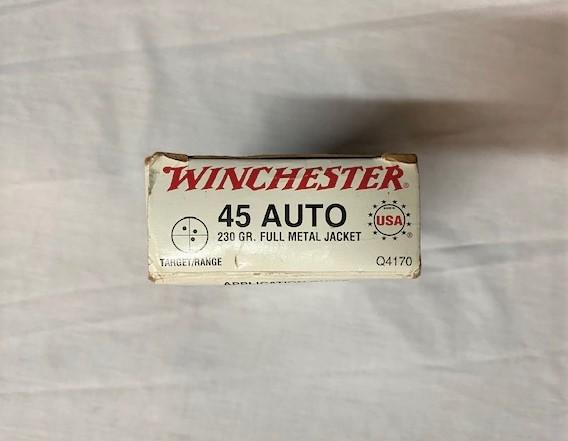 WINCHESTER®
45 AUTO
230 GR. FULL METAL JACKET
USA®
TARGET/RANGE
Q4170